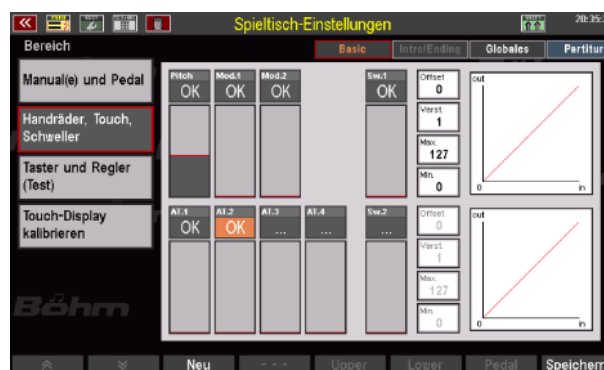 Spieltisch-Einstellungen
20:35:
Bereich
Basic Intro/Ending Globales Partitur
Manual(e) und Pedal
Handräder, Touch,
Schweller
Taster und Regler
(Test)
Touch-Display
kalibrieren
Pitch Mod.1 Mod.2 Sw.1
OK OK OK OK
Offset
0
Verst.
1
Max.
127
Min.
0
out
0 in
AT.1 AT.2 AT.3 AT.4 Sw.2
OK OK ... ... ...
Offset
0
Verst.
1
Max.
127
Min.
0
out
0 in
Böhm
Neu - - - Upper Lower Pedal Speichern